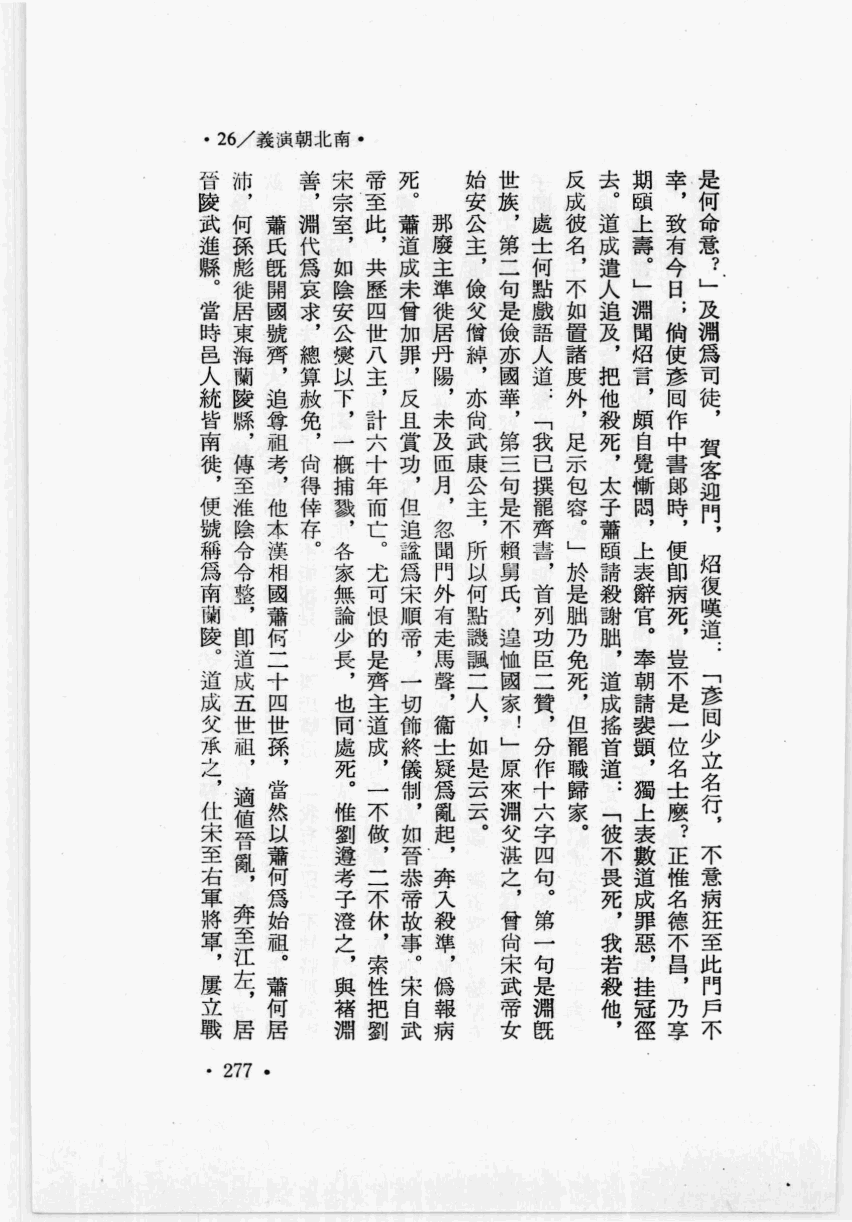 •26／義演朝北南•
是何命意？」及淵爲司徒，賀客迎門，炤復嘆道：「彥回少立名行，不意病狂至此門戶不
幸，致有今日；倘使彥回作中書郞時，便卽病死，豈不是一位名士麽？正惟名德不昌，乃享
期頤上壽。」淵聞炤言，頗自覺慚悶，上表辭官。奉朝請裴顗，獨上表數道成罪惡，挂冠徑
去。道成遣人追及，把他殺死，太子蕭頤請殺謝朏，道成搖首道：「彼不畏死，我若殺他，
反成彼名，不如置諸度外，足示包容。」於是朏乃免死，但罷職歸家。
處士何點戲語人道：「我已撰罷齊書，首列功臣二贊，分作十六字四句。第一句是淵旣
世族，第二句是儉亦國華，第三句是不賴舅氏，遑恤國家！」原來淵父湛之，曾尙宋武帝女
始安公主，儉父僧綽，亦尙武康公主，所以何點譏諷二人，如是云云。
那廢主準徙居丹陽，未及匝月，忽聞門外有走馬聲，衞士疑爲亂起，奔入殺準，僞報病
死。蕭道成未曾加罪，反且賞功，但追謚爲宋順帝，一切飾終儀制，如晉恭帝故事。宋自武
帝至此，共歷四世八主，計六十年而亡。尤可恨的是齊主道成，一不做，二不休，索性把劉
宋宗室，如陰安公燮以下，一概捕戮，各家無論少長，也同處死。惟劉遵考子澄之，與褚淵
善，淵代爲哀求，總算赦免，尙得倖存。
蕭氏旣開國號齊，追尊祖考，他本漢相國蕭何二十四世孫，當然以蕭何爲始祖。蕭何居
沛，何孫彪徙居東海蘭陵縣，傳至淮陰令令整，卽道成五世祖，適値晉亂，奔至江左，居
晉陵武進縣。當時邑人統皆南徙，便號稱爲南蘭陵。道成父承之，仕宋至右軍將軍，屢立戰
•277•